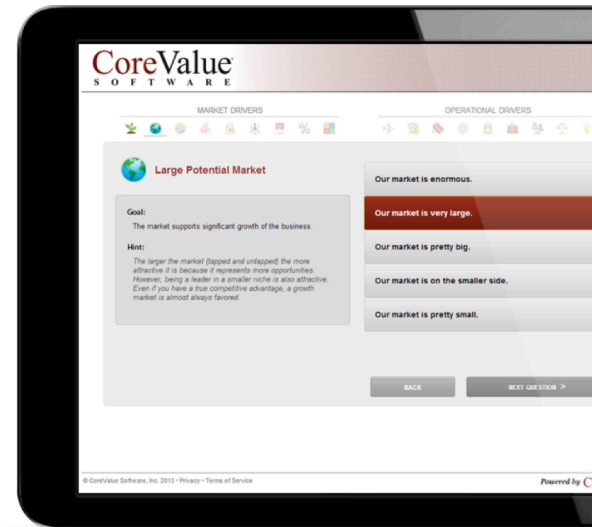 CoreValue
SOFTWARE
MARKET DRIVERS
OPERATIONAL DRIVERS
Large Potential Market
Goal:
The market supports significant growth of the business.
Hint:
The larger the market (tapped and untapped) the more
attractive it is because it represents more opportunities.
However, being a leader in a smaller niche is also attractive.
Even if you have a true competitive advantage, a growth
market is almost always favored.
Our market is enormous.
Our market is very large.
Our market is pretty big.
Our market is on the smaller side.
Our market is pretty small.
BACK
NEXT QUESTION >
© CoreValue Software, Inc. 2013 • Privacy • Terms of Service
Powered by C